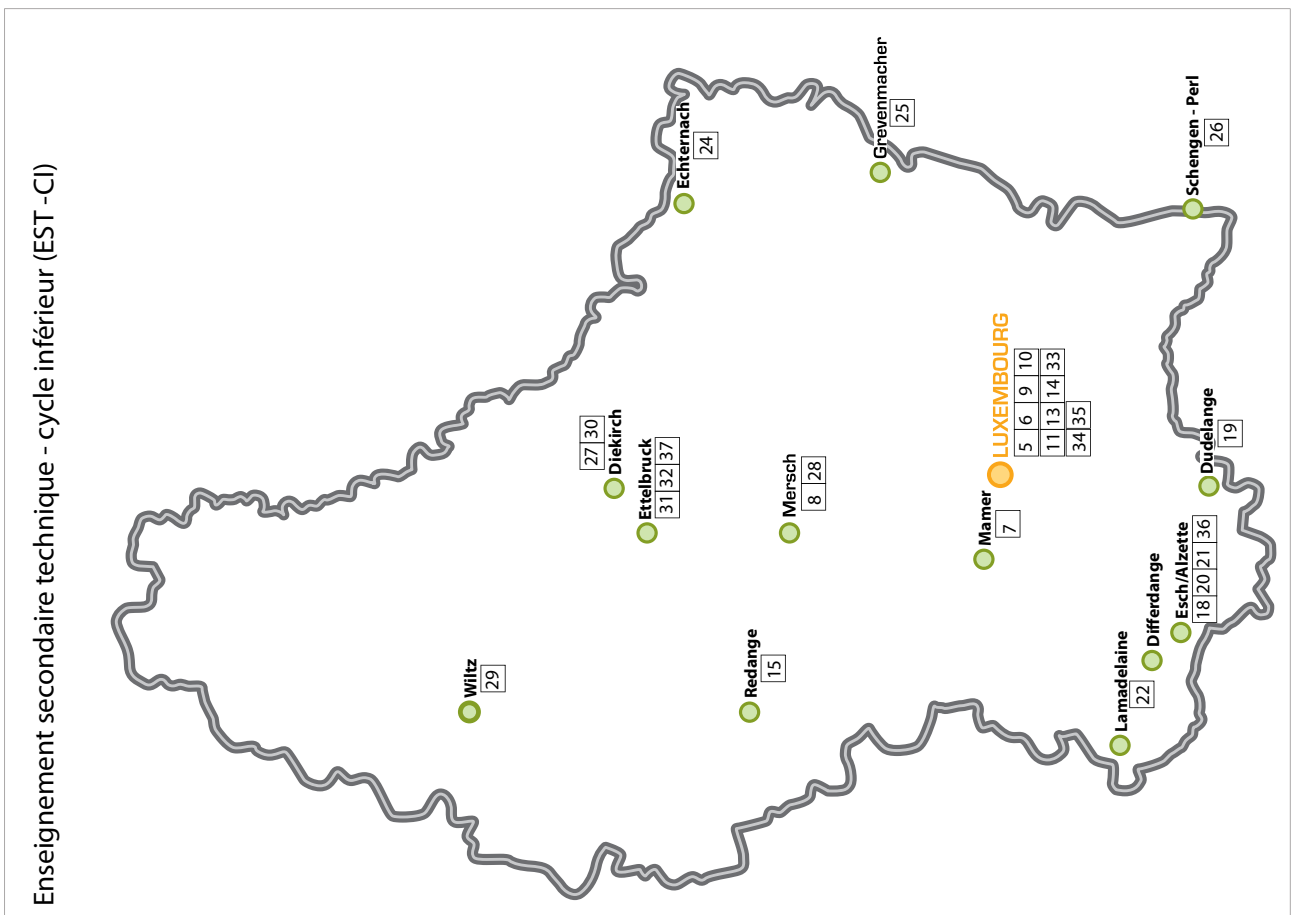 Enseignement secondaire technique - cycle inférieur (EST -CI)
Wiltz
29
27 30
Diekirch
Ettelbruck
31 32 37
Echternach
24
Redange
15
Mersch
8 28
Grevenmacher
25
Mamer
7
LUXEMBOURG
5 6 9 10
11 13 14 33
34 35
Lamadelaine
22
Differdange
Esch/Alzette
18 20 21 36
Dudelange
19
Schengen - Perl
26